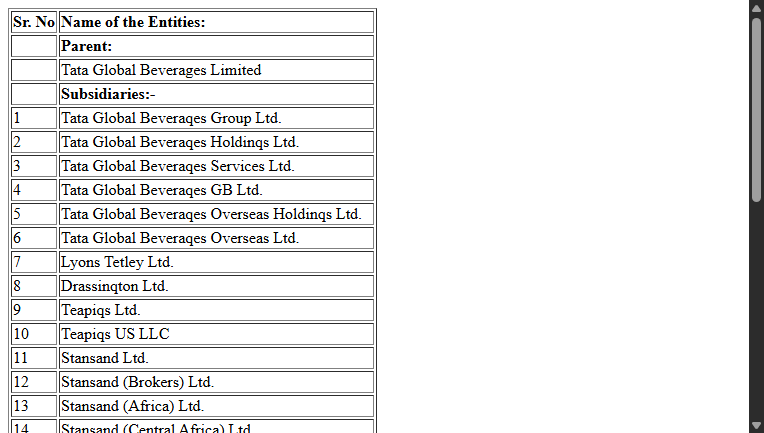 Sr. No Name of the Entities:
Parent:
Tata Global Beverages Limited
Subsidiaries:-
1 Tata Global Beveraqes Group Ltd.
2 Tata Global Beveraqes Holdinqs Ltd.
3 Tata Global Beveraqes Services Ltd.
4 Tata Global Beveraqes GB Ltd.
5 Tata Global Beveraqes Overseas Holdinqs Ltd.
6 Tata Global Beveraqes Overseas Ltd.
7 Lyons Tetley Ltd.
8 Drassinqton Ltd.
9 Teapiqs Ltd.
10 Teapiqs US LLC
11 Stansand Ltd.
12 Stansand (Brokers) Ltd.
13 Stansand (Africa) Ltd.
14 Stansand (Central Africa) Ltd.